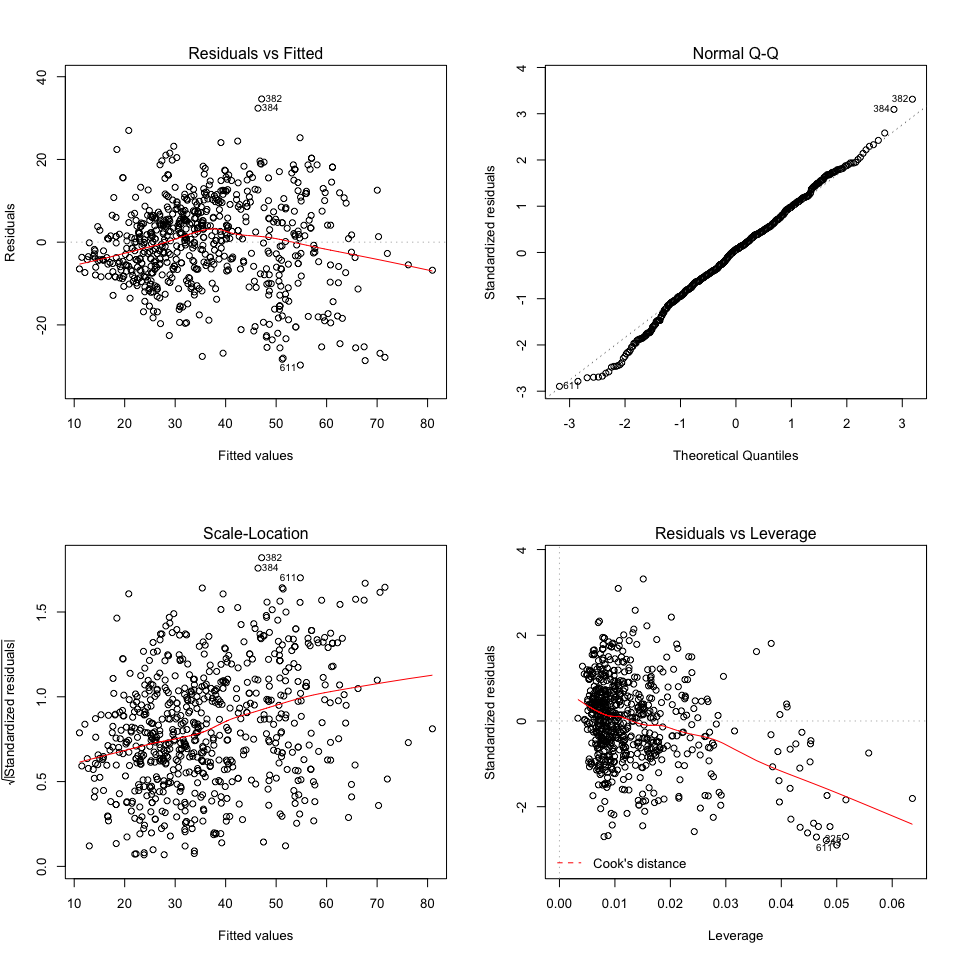 Residuals vs Fitted
Residuals
40
20
0
-20
382
384
611
10 20 30 40 50 60 70 80
Fitted values
Normal Q-Q
Standardized residuals
4
3
2
1
0
-1
-2
-3
382
384
611
-3 -2 -1 0 1 2 3
Theoretical Quantiles
Scale-Location
√|Standardized residuals|
1.5
1.0
0.5
0.0
382
384
611
10 20 30 40 50 60 70 80
Fitted values
Residuals vs Leverage
Standardized residuals
4
2
0
-2
611
Cook's distance
0.00 0.01 0.02 0.03 0.04 0.05 0.06
Leverage